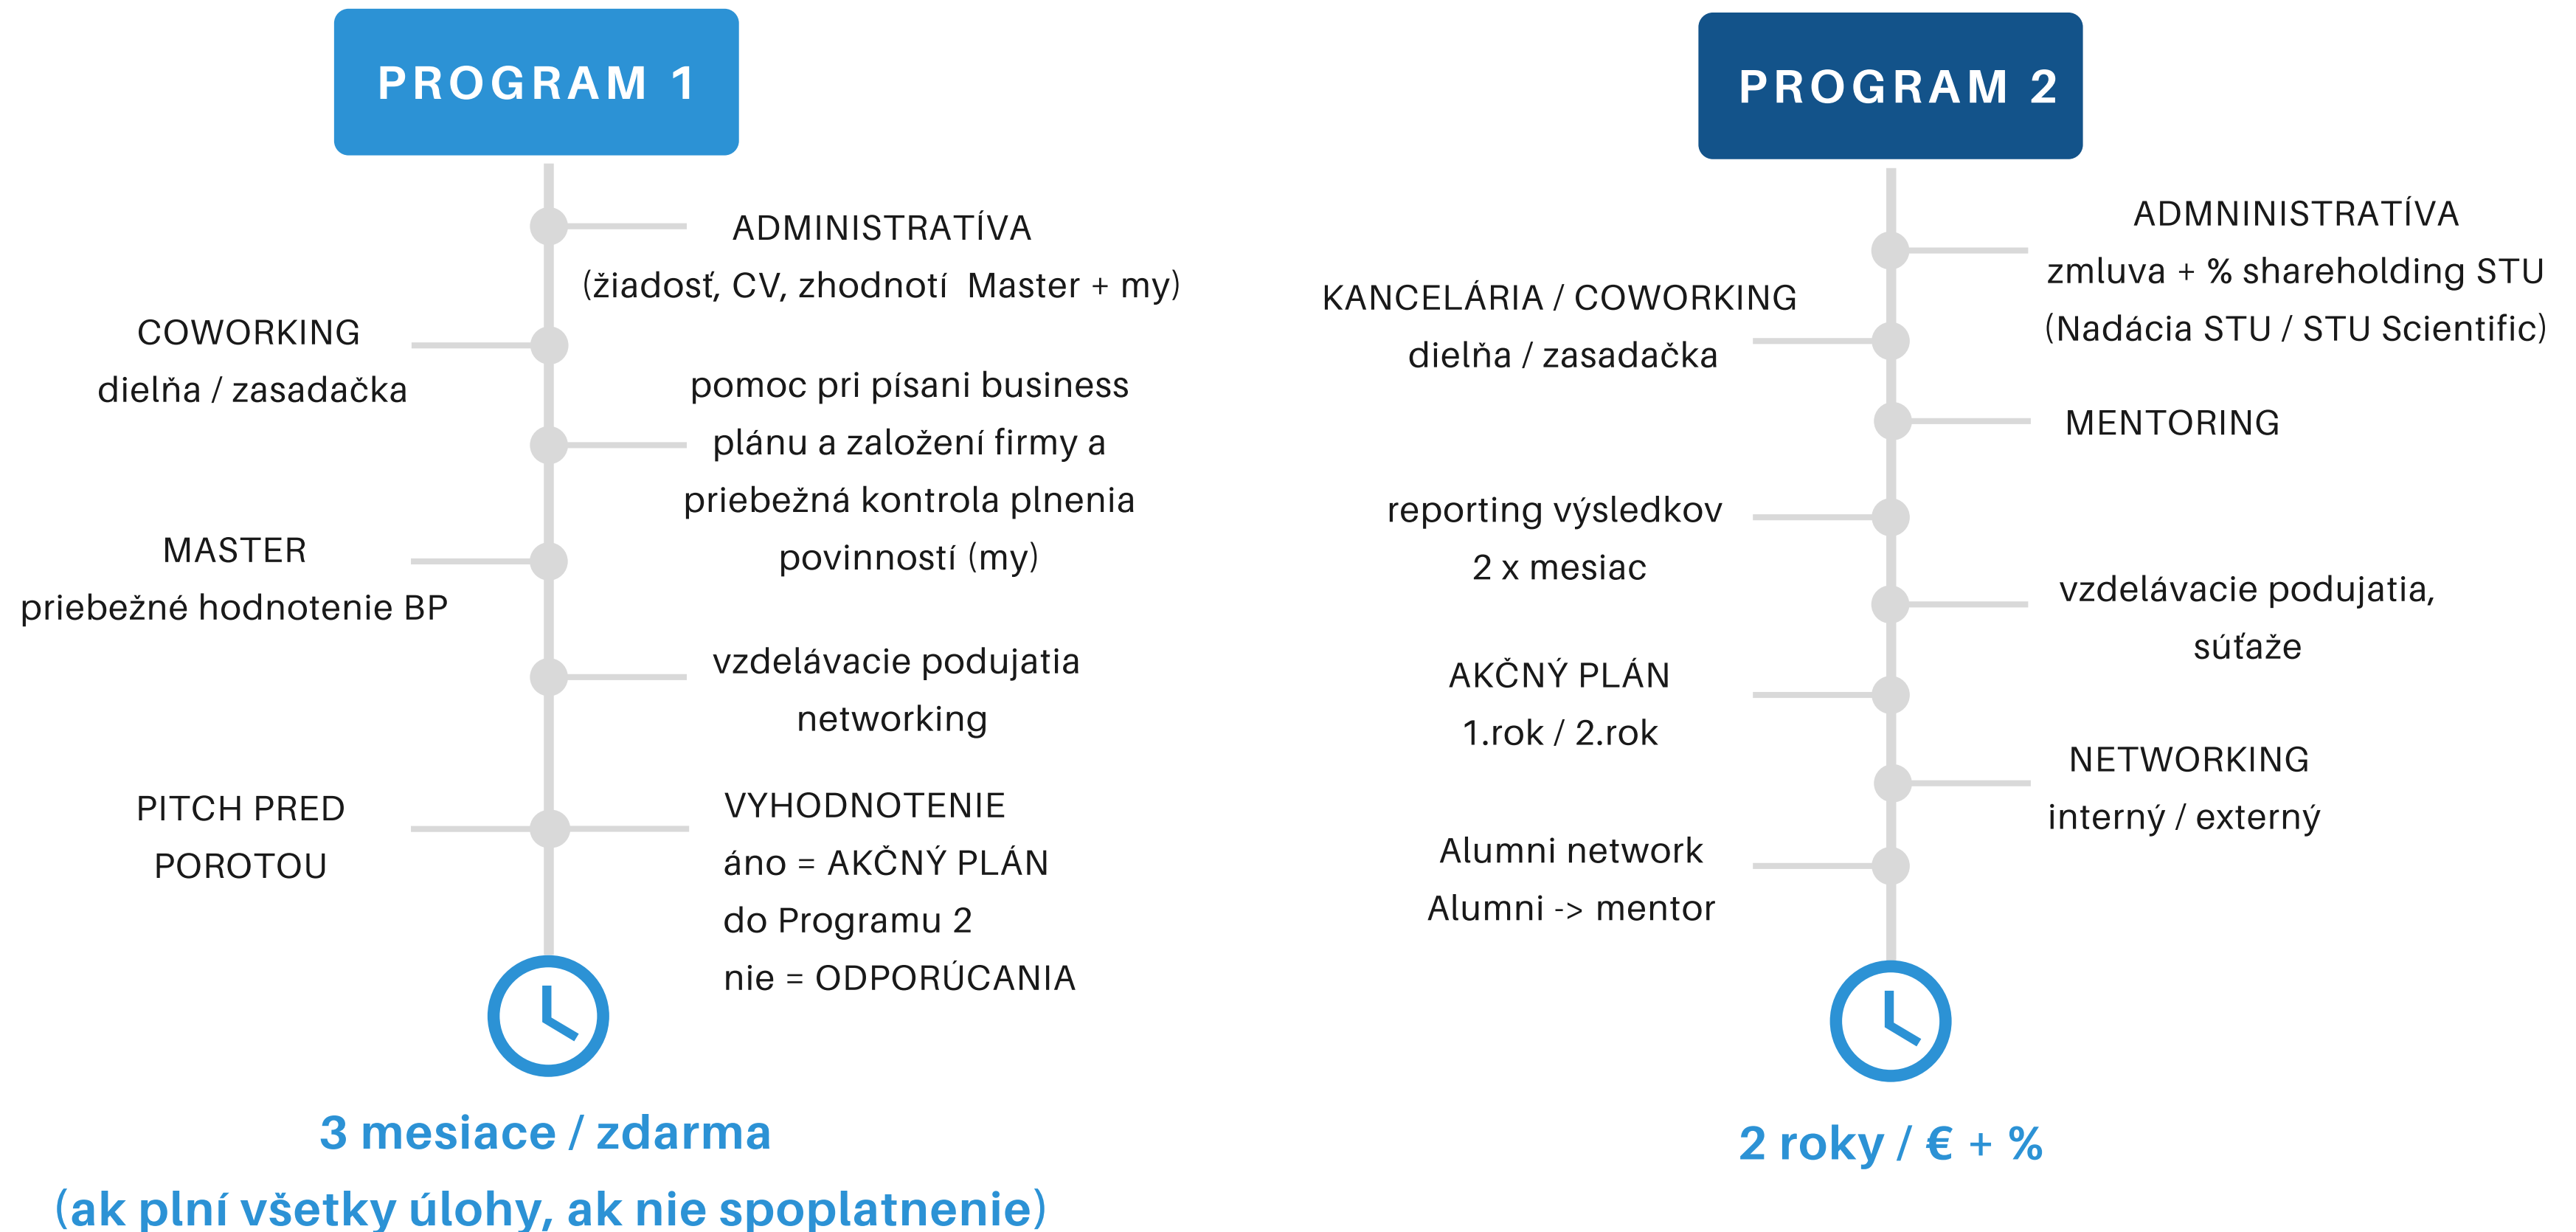 PROGRAM 1
ADMINISTRATÍVA
(žiadosť, CV, zhodnotí Master + my)
COWORKING
dielňa / zasadačka
pomoc pri písani business
plánu a založení firmy a
priebežná kontrola plnenia
povinností (my)
MASTER
priebežné hodnotenie BP
vzdelávacie podujatia
networking
PITCH PRED
POROTOU
VYHODNOTENIE
áno = AKČNÝ PLÁN
do Programu 2
nie = ODPORÚCANIA
3 mesiace / zdarma
(ak plní všetky úlohy, ak nie spoplatnenie)
PROGRAM 2
ADMNINISTRATÍVA
zmluva + % shareholding STU
(Nadácia STU / STU Scientific)
KANCELÁRIA / COWORKING
dielňa / zasadačka
MENTORING
reporting výsledkov
2 x mesiac
vzdelávacie podujatia,
súťaže
AKČNÝ PLÁN
1.rok / 2.rok
NETWORKING
interný / externý
Alumni network
Alumni -> mentor
2 roky / € + %